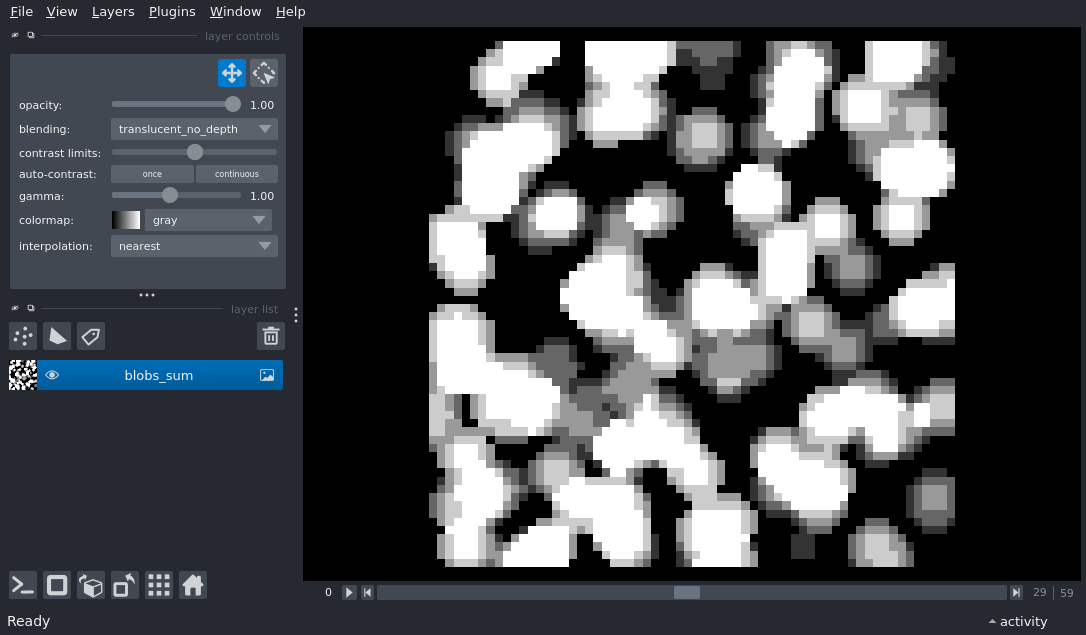 File View Layers Plugins Window Help
layer controls
opacity: 1.00
blending: translucent_no_depth
contrast limits:
auto-contrast: once continuous
gamma: 1.00
colormap: gray
interpolation: nearest
layer list
blobs_sum
0 29 59
Ready activity